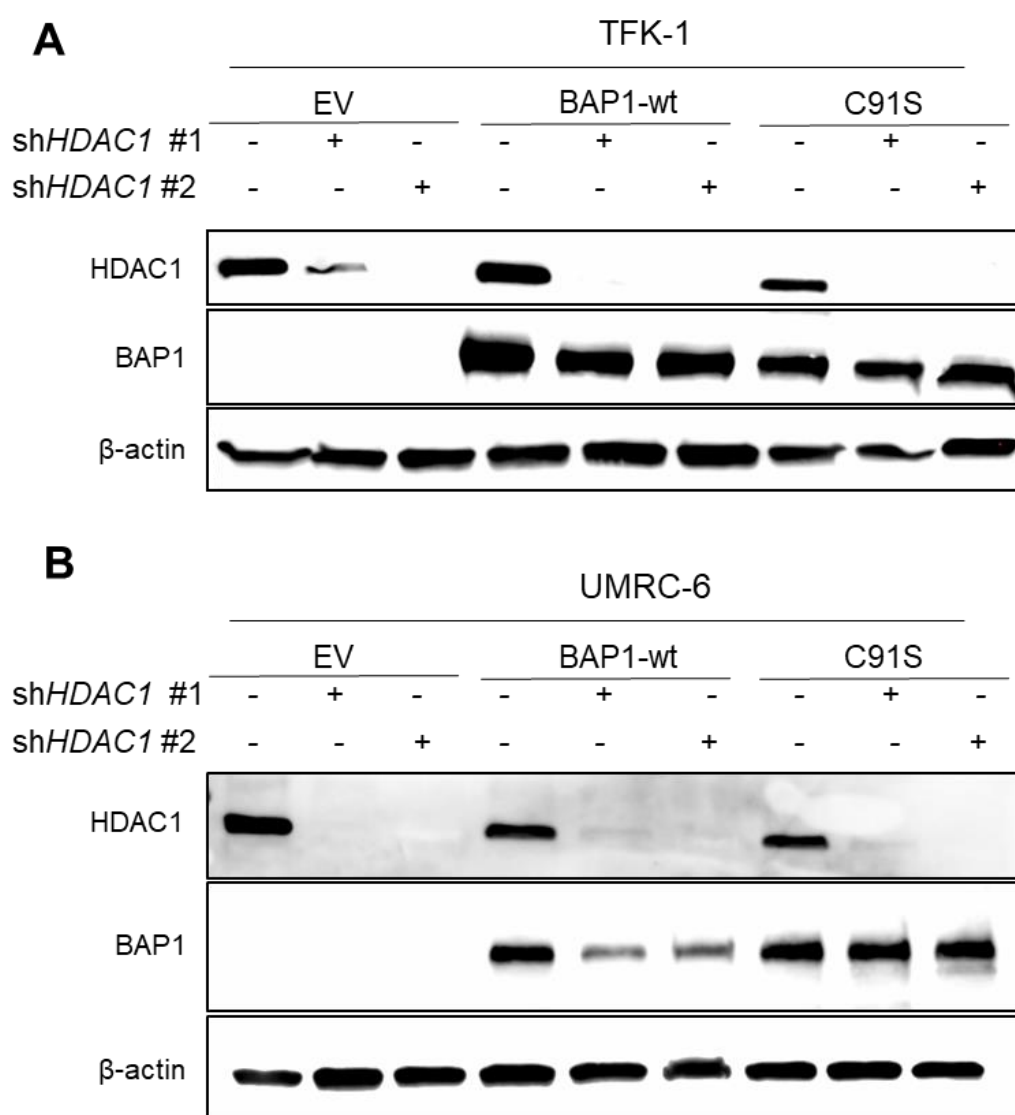 A
TFK-1
EV BAP1-wt C91S
shHDAC1 #1 - + - - + - - + -
shHDAC1 #2 - - + - - + - - +
HDAC1
BAP1
β-actin
B
UMRC-6
EV BAP1-wt C91S
shHDAC1 #1 - + - - + - - + -
shHDAC1 #2 - - + - - + - - +
HDAC1
BAP1
β-actin